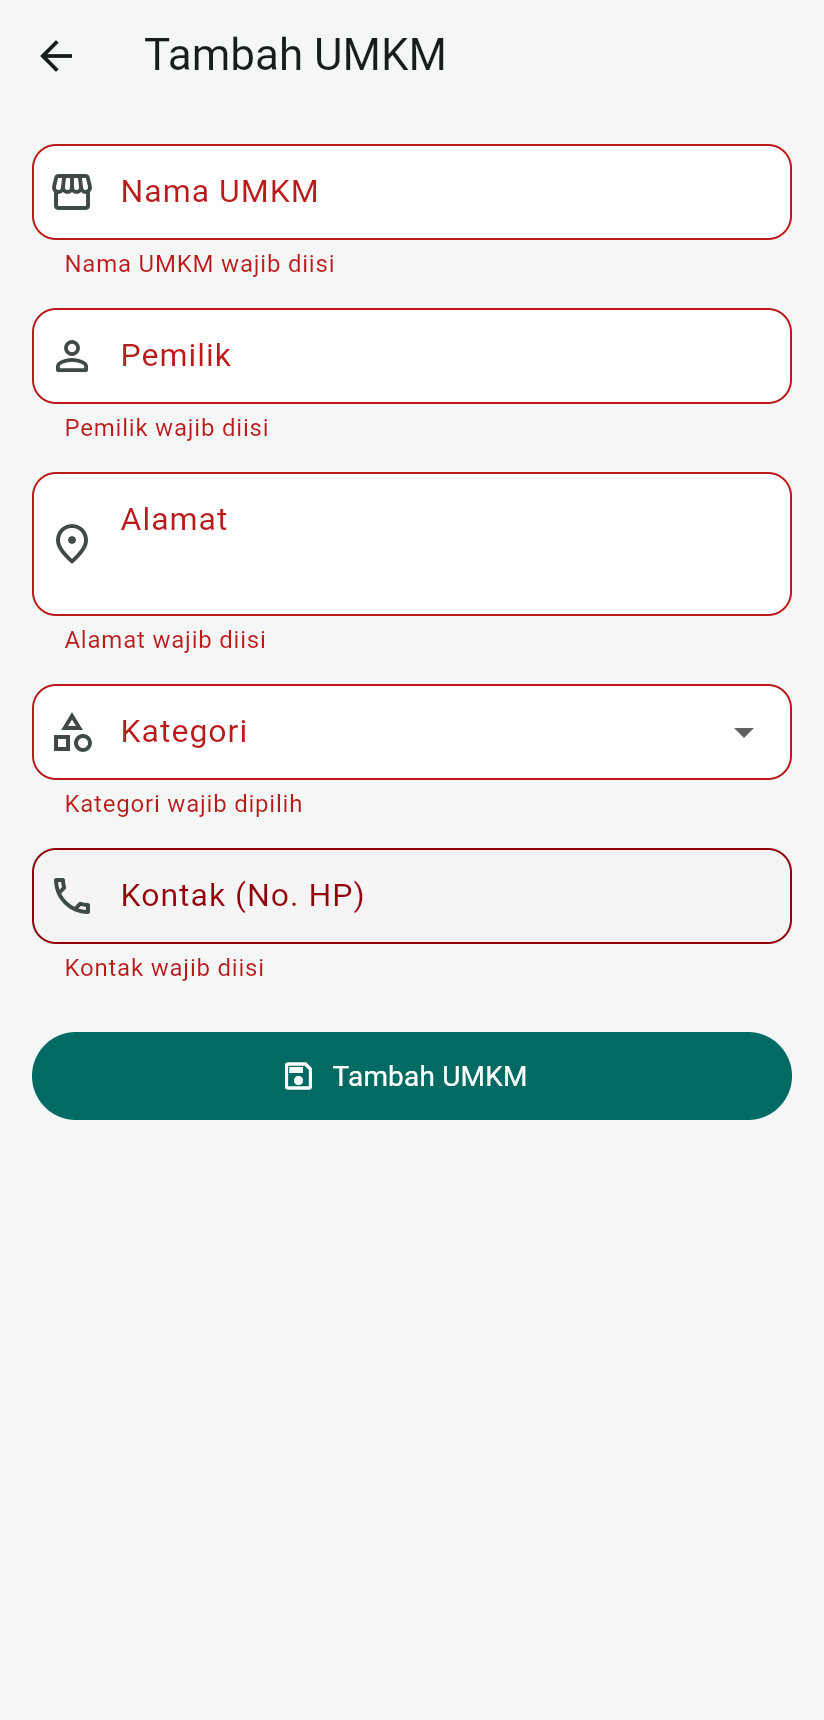 Tambah UMKM
Nama UMKM
Nama UMKM wajib diisi
Pemilik
Pemilik wajib diisi
Alamat
Alamat wajib diisi
Kategori
Kategori wajib dipilih
Kontak (No. HP)
Kontak wajib diisi
Tambah UMKM